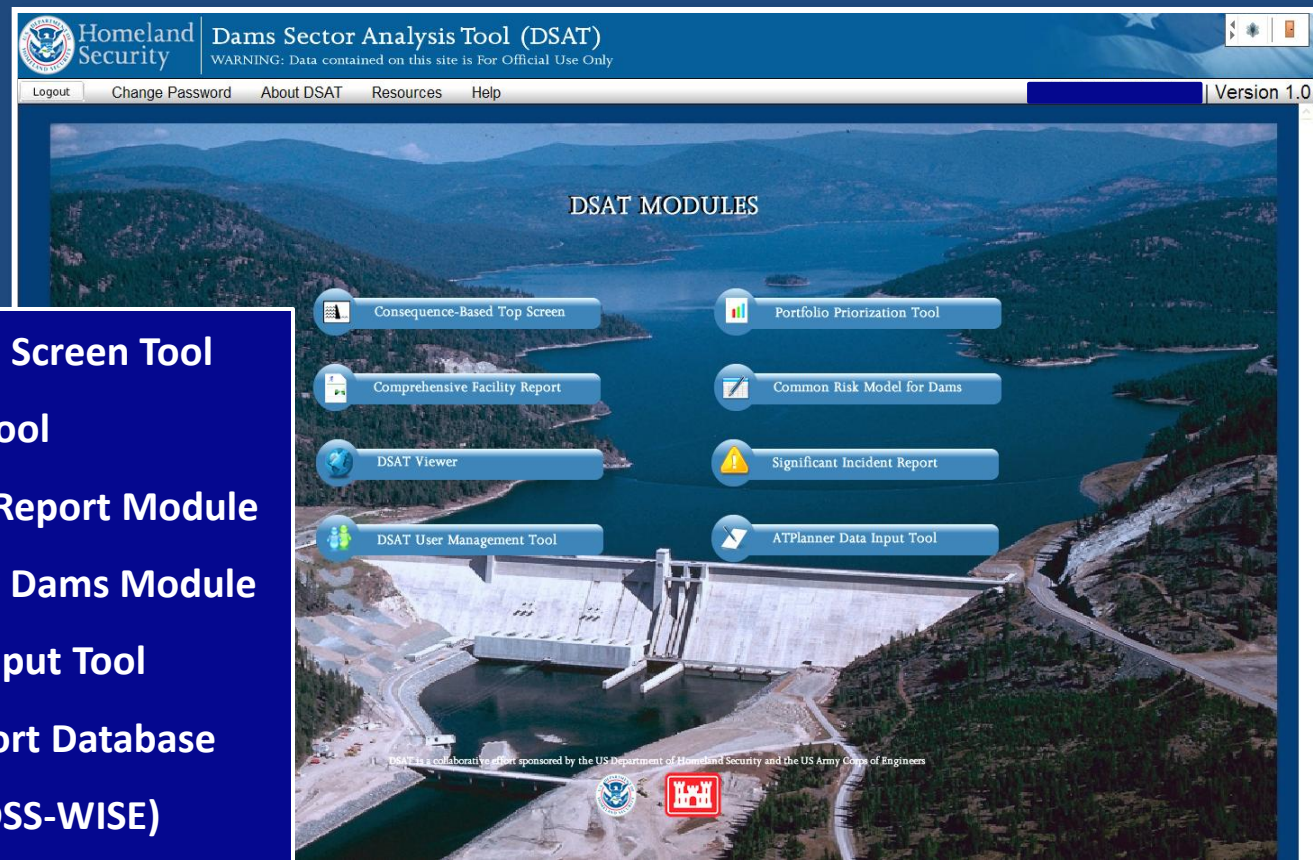 Homeland
Security
Dams Sector Analysis Tool (DSAT)
WARNING: Data contained on this site is For Official Use Only
Logout Change Password About DSAT Resources Help | Version 1.0
DSAT MODULES
Consequence-Based Top Screen
Portfolio Priorization Tool
Comprehensive Facility Report
Common Risk Model for Dams
DSAT Viewer
Significant Incident Report
DSAT User Management Tool
ATPlanner Data Input Tool
DSAT is a collaborative effort sponsored by the US Department of Homeland Security and the US Army Corps of Engineers
Screen Tool
ool
Report Module
Dams Module
put Tool
ort Database
SS-WISE)